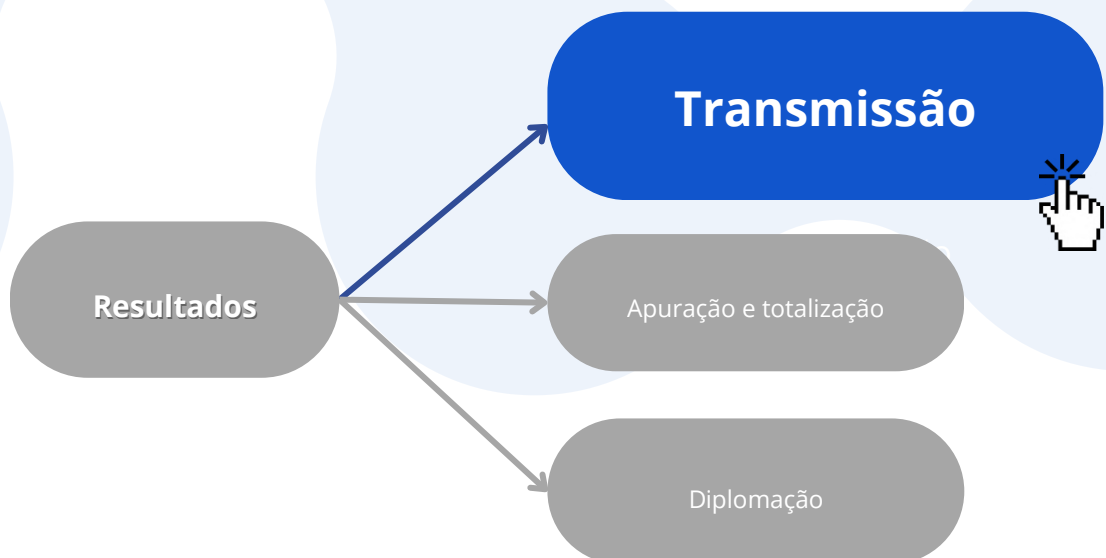 Transmissão
Resultados
Apuração e totalização
Diplomação